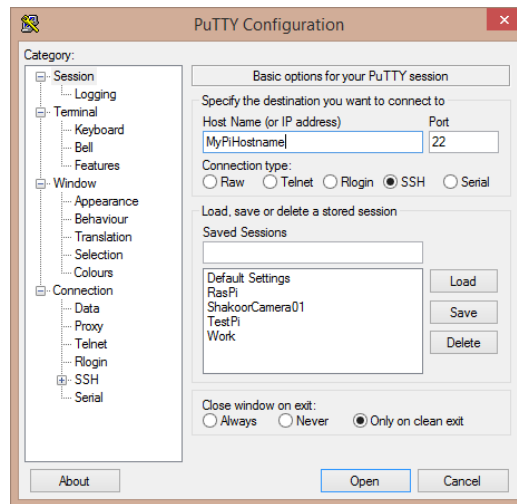 PuTTY Configuration
Category:
Session
Logging
Terminal
Keyboard
Bell
Features
Window
Appearance
Behaviour
Translation
Selection
Colours
Connection
Data
Proxy
Telnet
Rlogin
SSH
Serial
Basic options for your PuTTY session
Specify the destination you want to connect to
Host Name (or IP address) Port
MyPiHostname 22
Connection type:
Raw Telnet Rlogin SSH Serial
Load, save or delete a stored session
Saved Sessions
Default Settings
RasPi
ShakoorCamera01
TestPi
Work
Load
Save
Delete
Close window on exit:
Always Never Only on clean exit
About Open Cancel